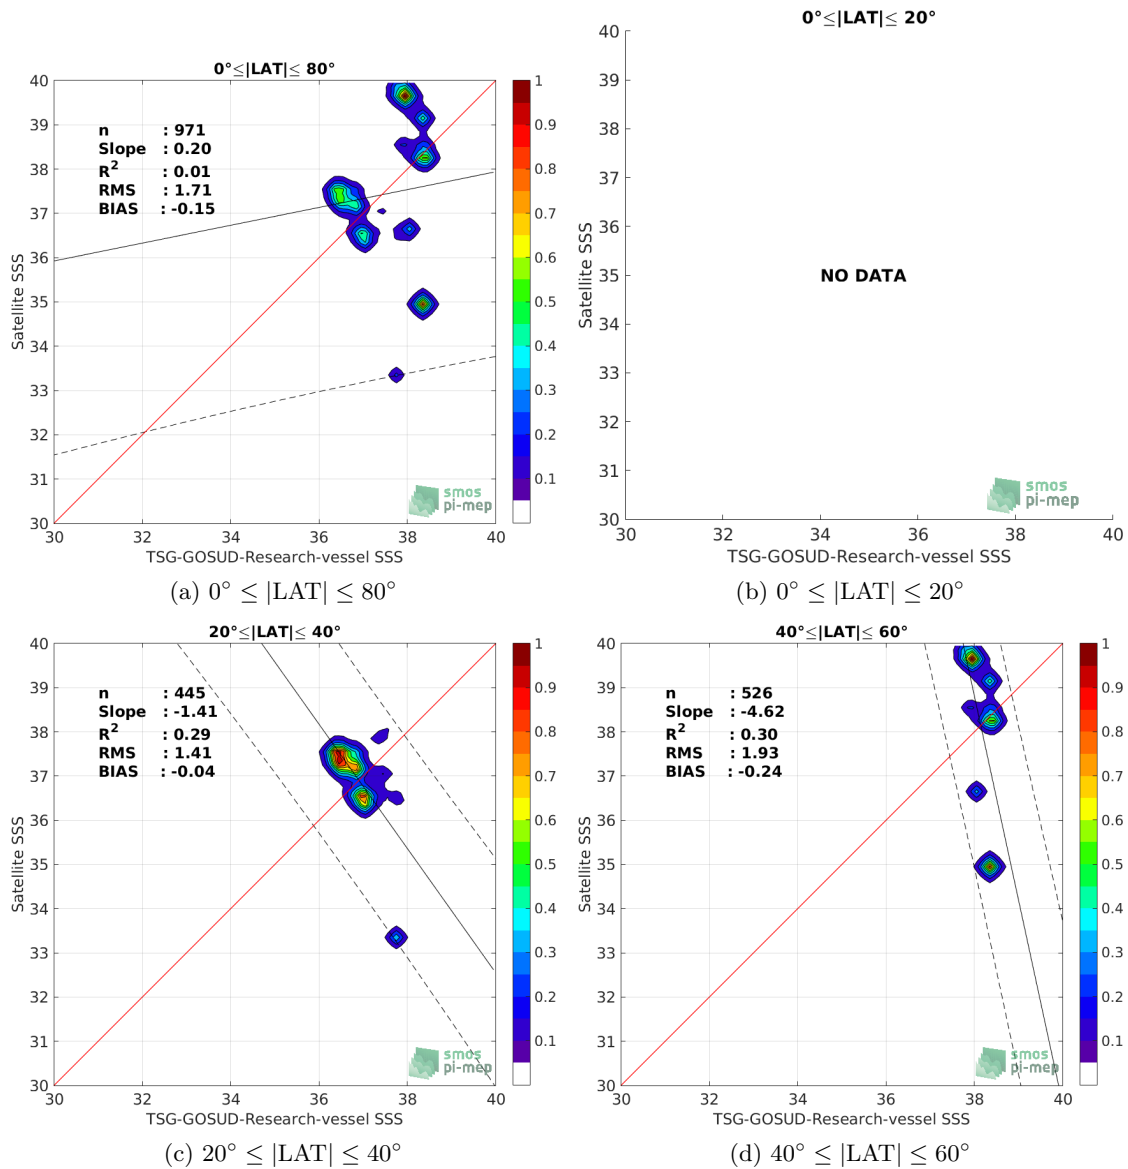 0°≤|LAT|≤ 80°
40
39
38
37
36
35
34
33
32
31
30
30
32
34
36
38
40
Satellite SSS
TSG-GOSUD-Research-vessel SSS
n : 971
Slope : 0.20
R2 : 0.01
RMS : 1.71
BIAS : -0.15
1
0.9
0.8
0.7
0.6
0.5
0.4
0.3
0.2
0.1
smos
pi-mep
(a) 0° ≤ |LAT| ≤ 80°
0°≤|LAT|≤ 20°
40
39
38
37
36
35
34
33
32
31
30
30
32
34
36
38
40
Satellite SSS
TSG-GOSUD-Research-vessel SSS
NO DATA
smos
pi-mep
(b) 0° ≤ |LAT| ≤ 20°
20°≤|LAT|≤ 40°
40
39
38
37
36
35
34
33
32
31
30
30
32
34
36
38
40
Satellite SSS
TSG-GOSUD-Research-vessel SSS
n : 445
Slope : -1.41
R2 : 0.29
RMS : 1.41
BIAS : -0.04
1
0.9
0.8
0.7
0.6
0.5
0.4
0.3
0.2
0.1
smos
pi-mep
(c) 20° ≤ |LAT| ≤ 40°
40°≤|LAT|≤ 60°
40
39
38
37
36
35
34
33
32
31
30
30
32
34
36
38
40
Satellite SSS
TSG-GOSUD-Research-vessel SSS
n : 526
Slope : -4.62
R2 : 0.30
RMS : 1.93
BIAS : -0.24
1
0.9
0.8
0.7
0.6
0.5
0.4
0.3
0.2
0.1
smos
pi-mep
(d) 40° ≤ |LAT| ≤ 60°